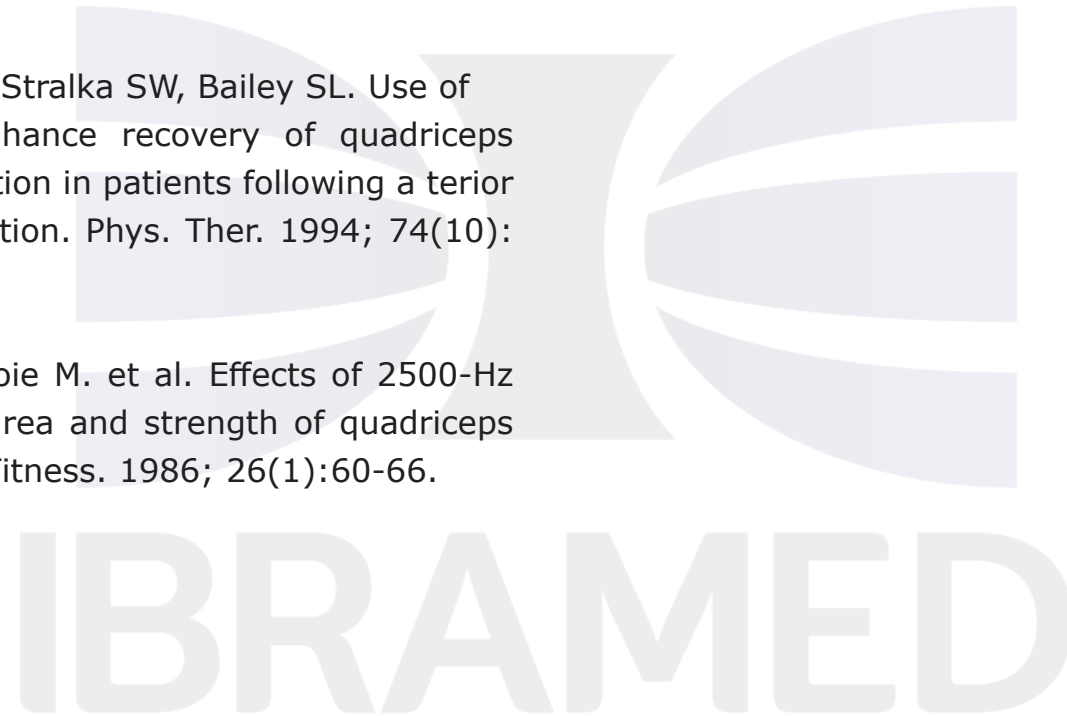 Stralka SW, Bailey SL. Use of
hance recovery of quadriceps
tion in patients following a terior
tion. Phys. Ther. 1994; 74(10):
oie M. et al. Effects of 2500-Hz
rea and strength of quadriceps
itness. 1986; 26(1):60-66.
IBRAMED